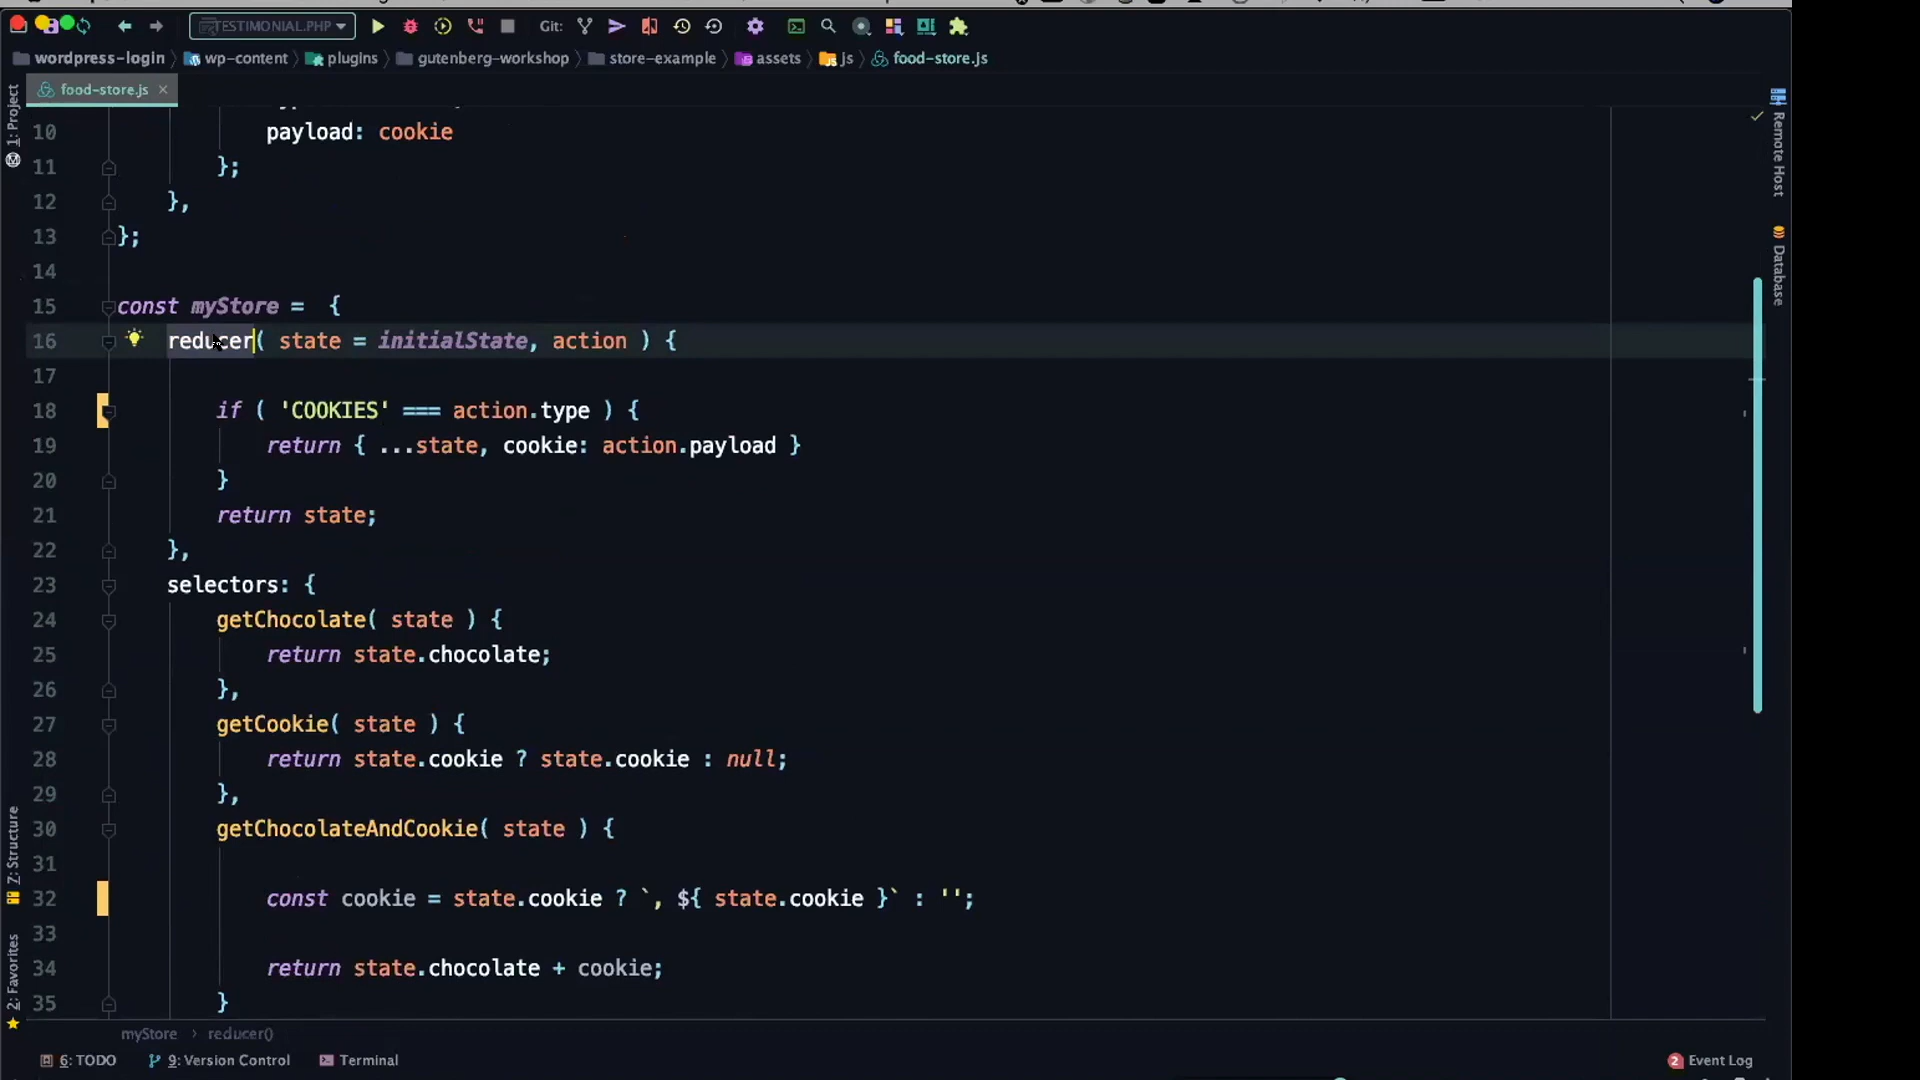 TESTIMONIAL.PHP
Git:
wordpress-login
wp-content
plugins
gutenberg-workshop
store-example
assets
js
food-store.js
food-store.js
1: Project
Remote Host
Database
10 payload: cookie
11 };
12 },
13 };
14
15 const myStore = {
16 reducer( state = initialState, action ) {
17
18 if ( 'COOKIES' === action.type ) {
19 return { ...state, cookie: action.payload }
20 }
21 return state;
22 },
23 selectors: {
24 getChocolate( state ) {
25 return state.chocolate;
26 },
27 getCookie( state ) {
28 return state.cookie ? state.cookie : null;
29 },
30 getChocolateAndCookie( state ) {
31
32 const cookie = state.cookie ? `, ${ state.cookie }` : '';
33
34 return state.chocolate + cookie;
35 }
7: Structure
2: Favorites
myStore
reducer()
6: TODO
9: Version Control
Terminal
2 Event Log